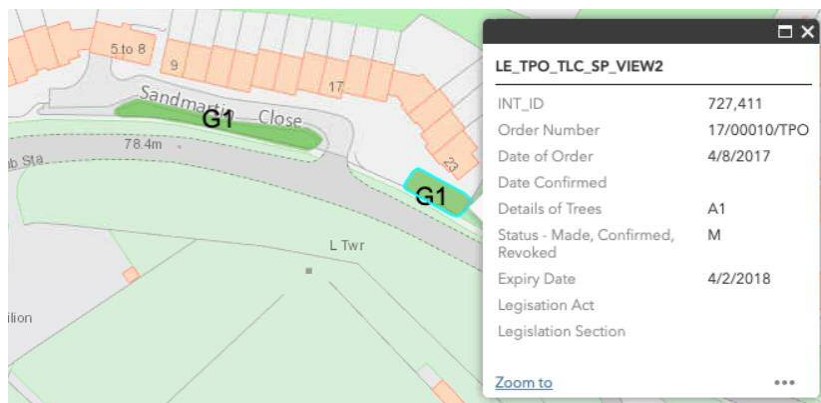 5 to 8
9
17
Sandmartin Close
G1
78.4m
b Sta
23
G1
L Twr
ilion
LE_TPO_TLC_SP_VIEW2
INT_ID 727,411
Order Number 17/00010/TPO
Date of Order 4/8/2017
Date Confirmed
Details of Trees A1
Status - Made, Confirmed, M
Revoked
Expiry Date 4/2/2018
Legisation Act
Legislation Section
Zoom to